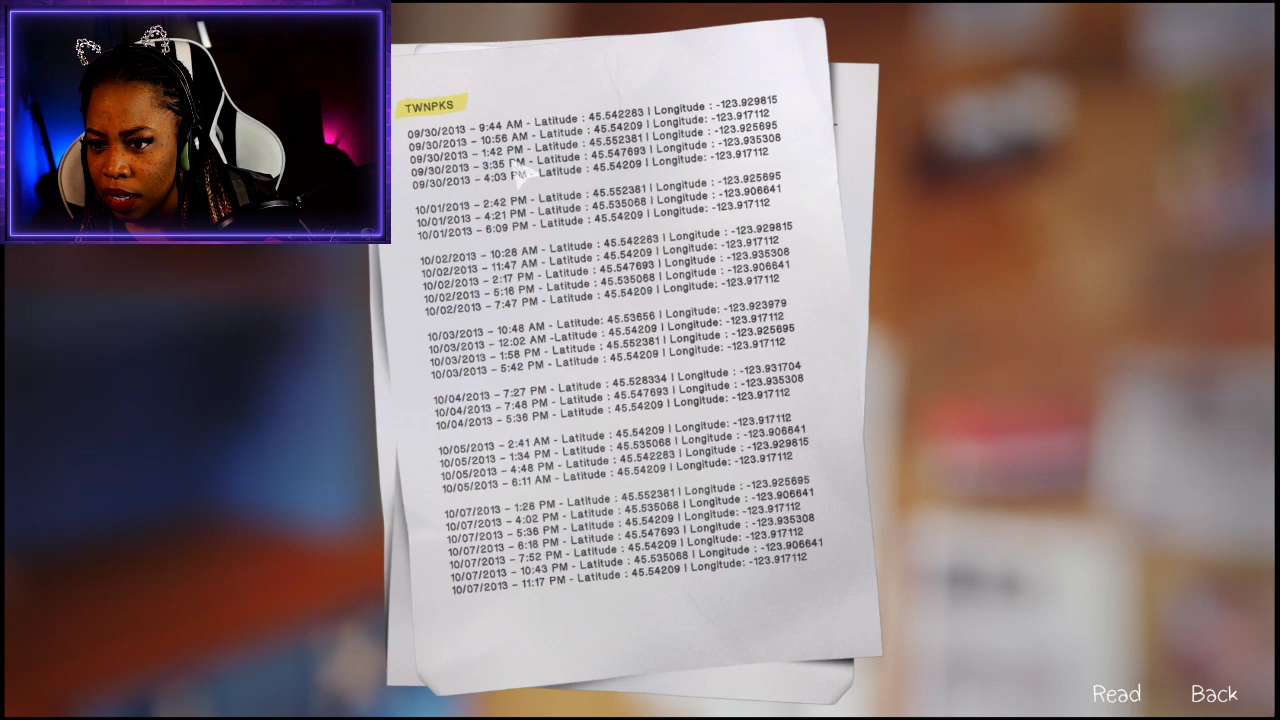 TWNPKS
09/30/2013 - 9:44 AM - Latitude : 45.542283 | Longitude : -123.929815
09/30/2013 - 10:56 AM - Latitude : 45.54209 | Longitude: -123.917112
09/30/2013 - 1:42 PM - Latitude : 45.552381 | Longitude : -123.925695
09/30/2013 - 3:35 PM - Latitude : 45.547693 | Longitude : -123.935308
09/30/2013 - 4:03 PM - Latitude : 45.54209 | Longitude: -123.917112
10/01/2013 - 2:42 PM - Latitude : 45.552381 | Longitude : -123.925695
10/01/2013 - 4:21 PM - Latitude : 45.535068 | Longitude : -123.906641
10/01/2013 - 6:09 PM - Latitude : 45.54209 | Longitude: -123.917112
10/02/2013 - 10:28 AM - Latitude : 45.542283 | Longitude : -123.929815
10/02/2013 - 11:47 AM - Latitude : 45.54209 | Longitude: -123.917112
10/02/2013 - 2:17 PM - Latitude : 45.547693 | Longitude : -123.935308
10/02/2013 - 5:16 PM - Latitude : 45.535068 | Longitude : -123.906641
10/02/2013 - 7:47 PM - Latitude : 45.54209 | Longitude: -123.917112
10/03/2013 - 10:48 AM - Latitude: 45.53656 | Longitude: -123.923979
10/03/2013 - 12:02 AM -Latitude : 45.54209 | Longitude: -123.917112
10/03/2013 - 1:58 PM - Latitude : 45.552381 | Longitude : -123.925695
10/03/2013 - 5:42 PM - Latitude : 45.54209 | Longitude: -123.917112
10/04/2013 - 7:27 PM - Latitude : 45.528334 | Longitude : -123.931704
10/04/2013 - 7:48 PM - Latitude : 45.547693 | Longitude : -123.935308
10/04/2013 - 5:36 PM - Latitude : 45.54209 | Longitude: -123.917112
10/05/2013 - 2:41 AM - Latitude : 45.54209 | Longitude: -123.917112
10/05/2013 - 1:34 PM - Latitude : 45.535068 | Longitude : -123.906641
10/05/2013 - 4:48 PM - Latitude : 45.542283 | Longitude : -123.929815
10/05/2013 - 6:11 AM - Latitude : 45.54209 | Longitude: -123.917112
10/07/2013 - 1:28 PM - Latitude : 45.552381 | Longitude : -123.925695
10/07/2013 - 4:02 PM - Latitude : 45.535068 | Longitude : -123.906641
10/07/2013 - 5:36 PM - Latitude : 45.54209 | Longitude: -123.917112
10/07/2013 - 6:18 PM - Latitude : 45.547693 | Longitude : -123.935308
10/07/2013 - 7:52 PM - Latitude : 45.54209 | Longitude: -123.917112
10/07/2013 - 10:43 PM - Latitude : 45.535068 | Longitude : -123.906641
10/07/2013 - 11:17 PM - Latitude : 45.54209 | Longitude: -123.917112
Read Back